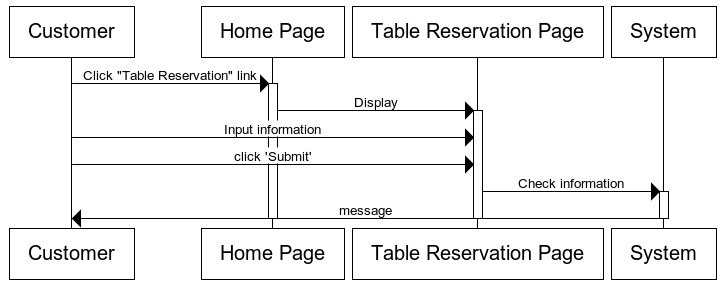 Customer
Home Page
Table Reservation Page
System
Click "Table Reservation" link
Display
Input information
click 'Submit'
Check information
message
Customer
Home Page
Table Reservation Page
System